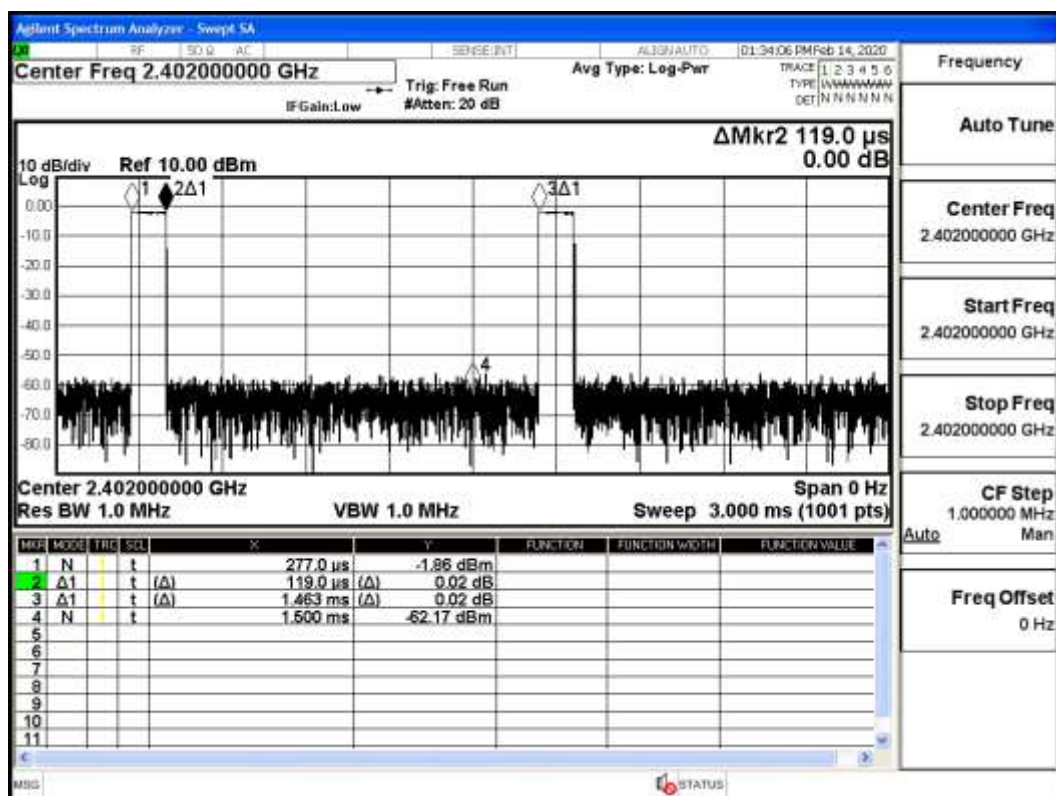 Agilent Spectrum Analyzer - Swept SA
RF 50 Ω AC SENSE:INT ALIGNAUTO 01:34:06 PM Feb 14, 2020
Center Freq 2.402000000 GHz
Trig: Free Run
IFGain:Low #Atten: 20 dB
Avg Type: Log-Pwr
TRACE 1 2 3 4 5 6
TYPE
DET N N N N N N
ΔMkr2 119.0 µs
0.00 dB
10 dB/div Ref 10.00 dBm
Log
1 2Δ1 3Δ1
0.00
-10.0
-20.0
-30.0
-40.0
-50.0
4
-60.0
-70.0
-80.0
Center 2.402000000 GHz Span 0 Hz
Res BW 1.0 MHz VBW 1.0 MHz Sweep 3.000 ms (1001 pts)
MKR MODE TRC SCL X Y FUNCTION FUNCTION WIDTH FUNCTION VALUE
1 N t 277.0 µs -1.86 dBm
2 Δ1 t (Δ) 119.0 µs (Δ) 0.02 dB
3 Δ1 t (Δ) 1.463 ms (Δ) 0.02 dB
4 N t 1.500 ms -62.17 dBm
5
6
7
8
9
10
11
MSG STATUS
Frequency
Auto Tune
Center Freq
2.402000000 GHz
Start Freq
2.402000000 GHz
Stop Freq
2.402000000 GHz
CF Step
1.000000 MHz
Auto Man
Freq Offset
0 Hz